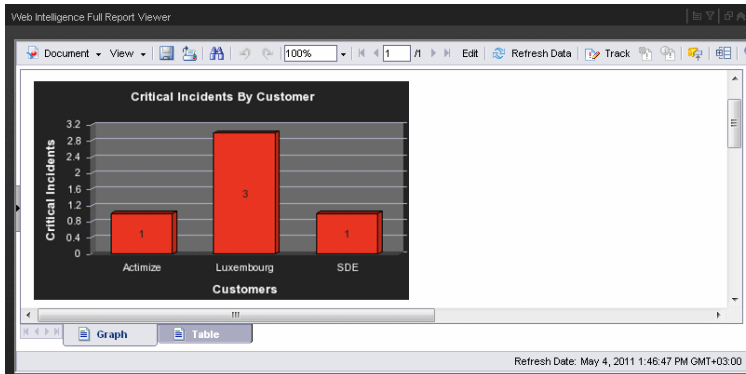 Web Intelligence Full Report Viewer
Document View 100% 1 /1 Edit Refresh Data Track
Critical Incidents By Customer
Critical Incidents
3.2
2.8
2.4
2
1.6
1.2
0.8
0.4
0
3
1
1
Actimize Luxembourg SDE
Customers
Graph Table
Refresh Date: May 4, 2011 1:46:47 PM GMT+03:00